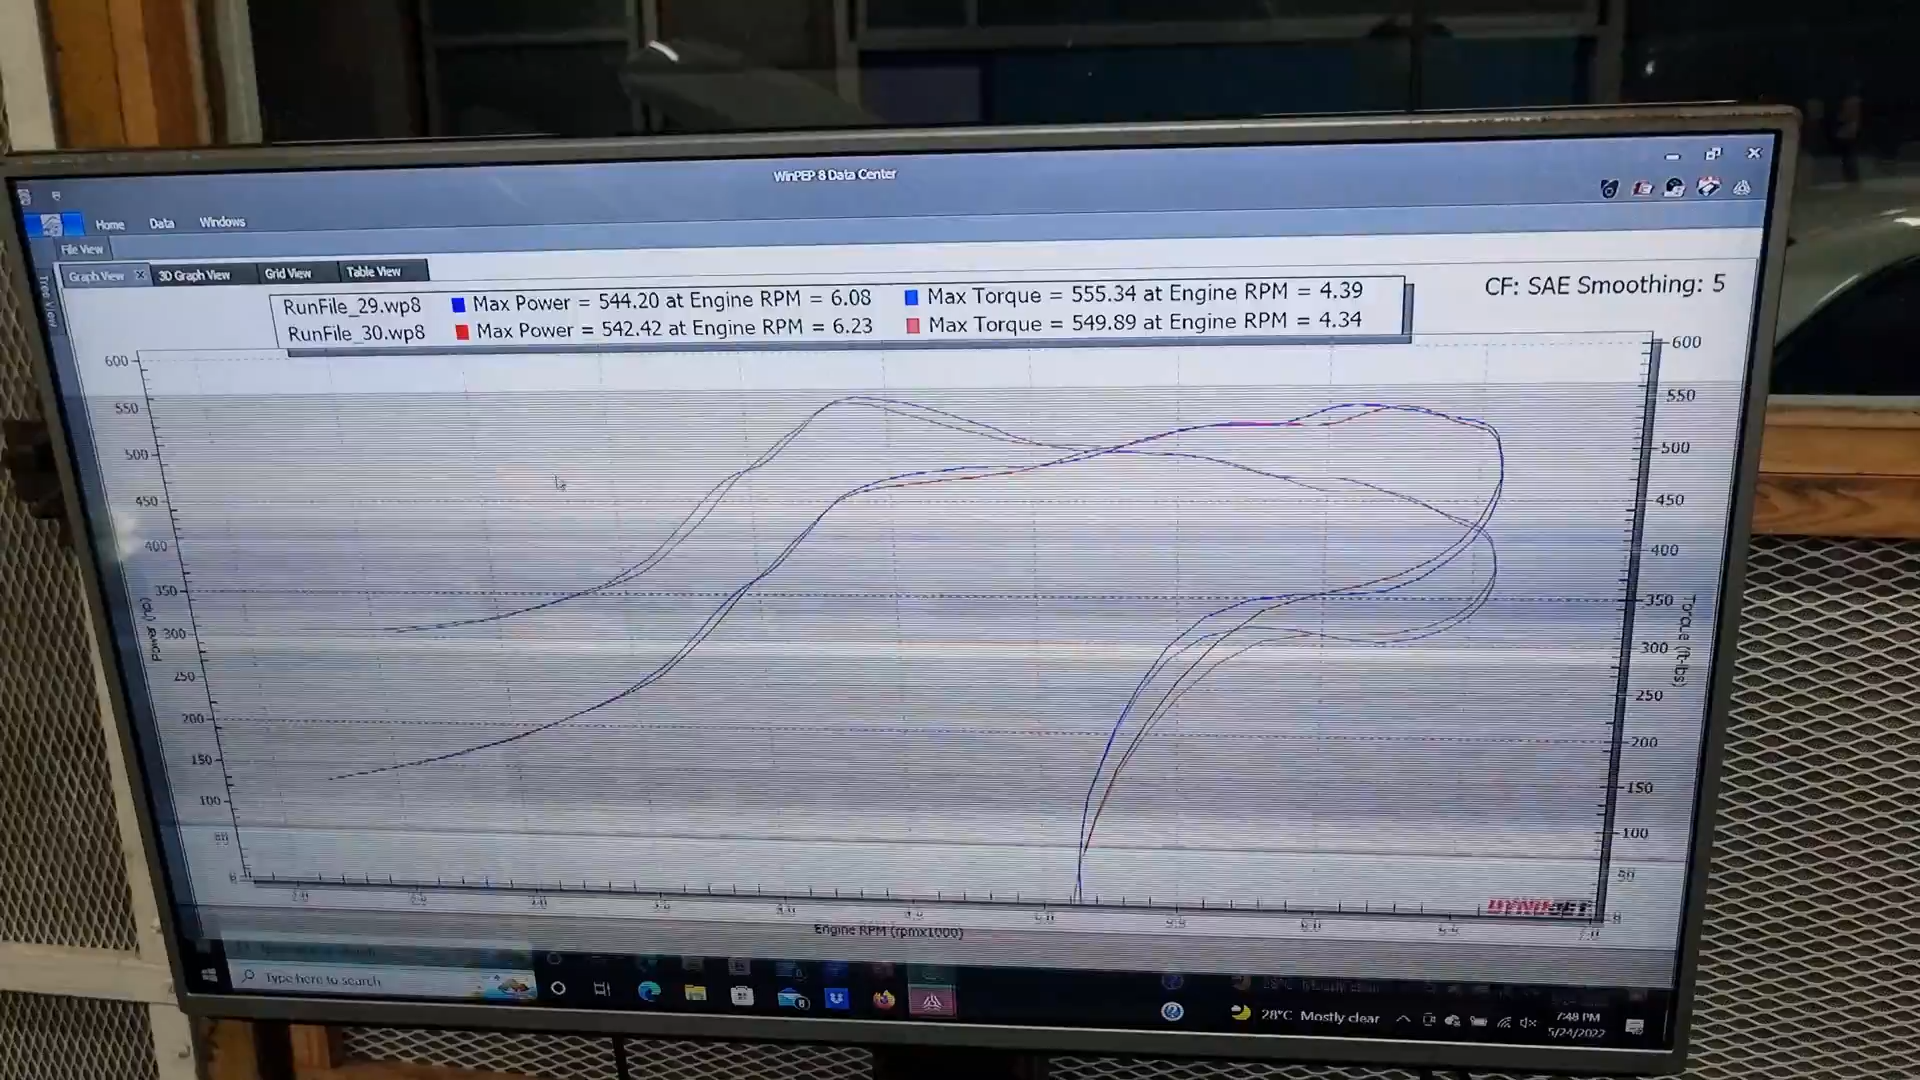 WinPEP 8 Data Center
Home Data Windows
File View
Graph View 3D Graph View Grid View Table View
Tree View
RunFile_29.wp8 Max Power = 544.20 at Engine RPM = 6.08 Max Torque = 555.34 at Engine RPM = 4.39
RunFile_30.wp8 Max Power = 542.42 at Engine RPM = 6.23 Max Torque = 549.89 at Engine RPM = 4.34
CF: SAE Smoothing: 5
600
550
500
450
400
350
300
250
200
150
100
Power (hp)
600
550
500
450
400
350
300
250
200
150
100
50
Torque (ft-lbs)
DYNOJET
Engine RPM (rpmx1000)
Type here to search
28°C Mostly clear
7:48 PM
5/24/2022